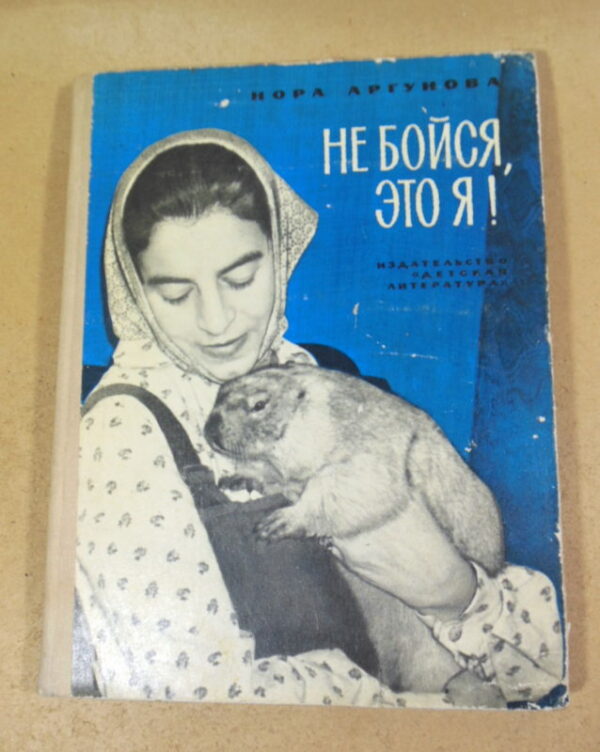 НОРА АРГУНОВА
НЕ БОЙСЯ,
ЭТО Я!
ИЗДАТЕЛЬСТВО
«ДЕТСКАЯ
ЛИТЕРАТУРА»